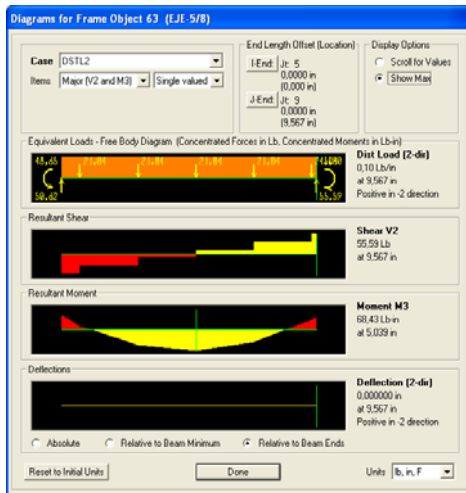 Diagrams for Frame Object 63 (EJE-5/8)
End Length Offset (Location)
Display Options
Case DSTL2
Items Major (V2 and M3) Single valued
I-End: Jt: 5
0,0000 in
(0,000 in)
J-End: Jt: 9
0,0000 in
(9,567 in)
Scroll for Values
Show Max
Equivalent Loads - Free Body Diagram (Concentrated Forces in Lb, Concentrated Moments in Lb-in)
48.66 21.04 21.04 21.04 21.04
50.62 55.59
Dist Load (2-dir)
0,10 Lb/in
at 9,567 in
Positive in -2 direction
Resultant Shear
Shear V2
55,59 Lb
at 9,567 in
Resultant Moment
Moment M3
68,43 Lb-in
at 5,039 in
Deflections
Deflection (2-dir)
0,000000 in
at 9,567 in
Positive in -2 direction
Absolute Relative to Beam Minimum Relative to Beam Ends
Reset to Initial Units Done Units lb, in, F